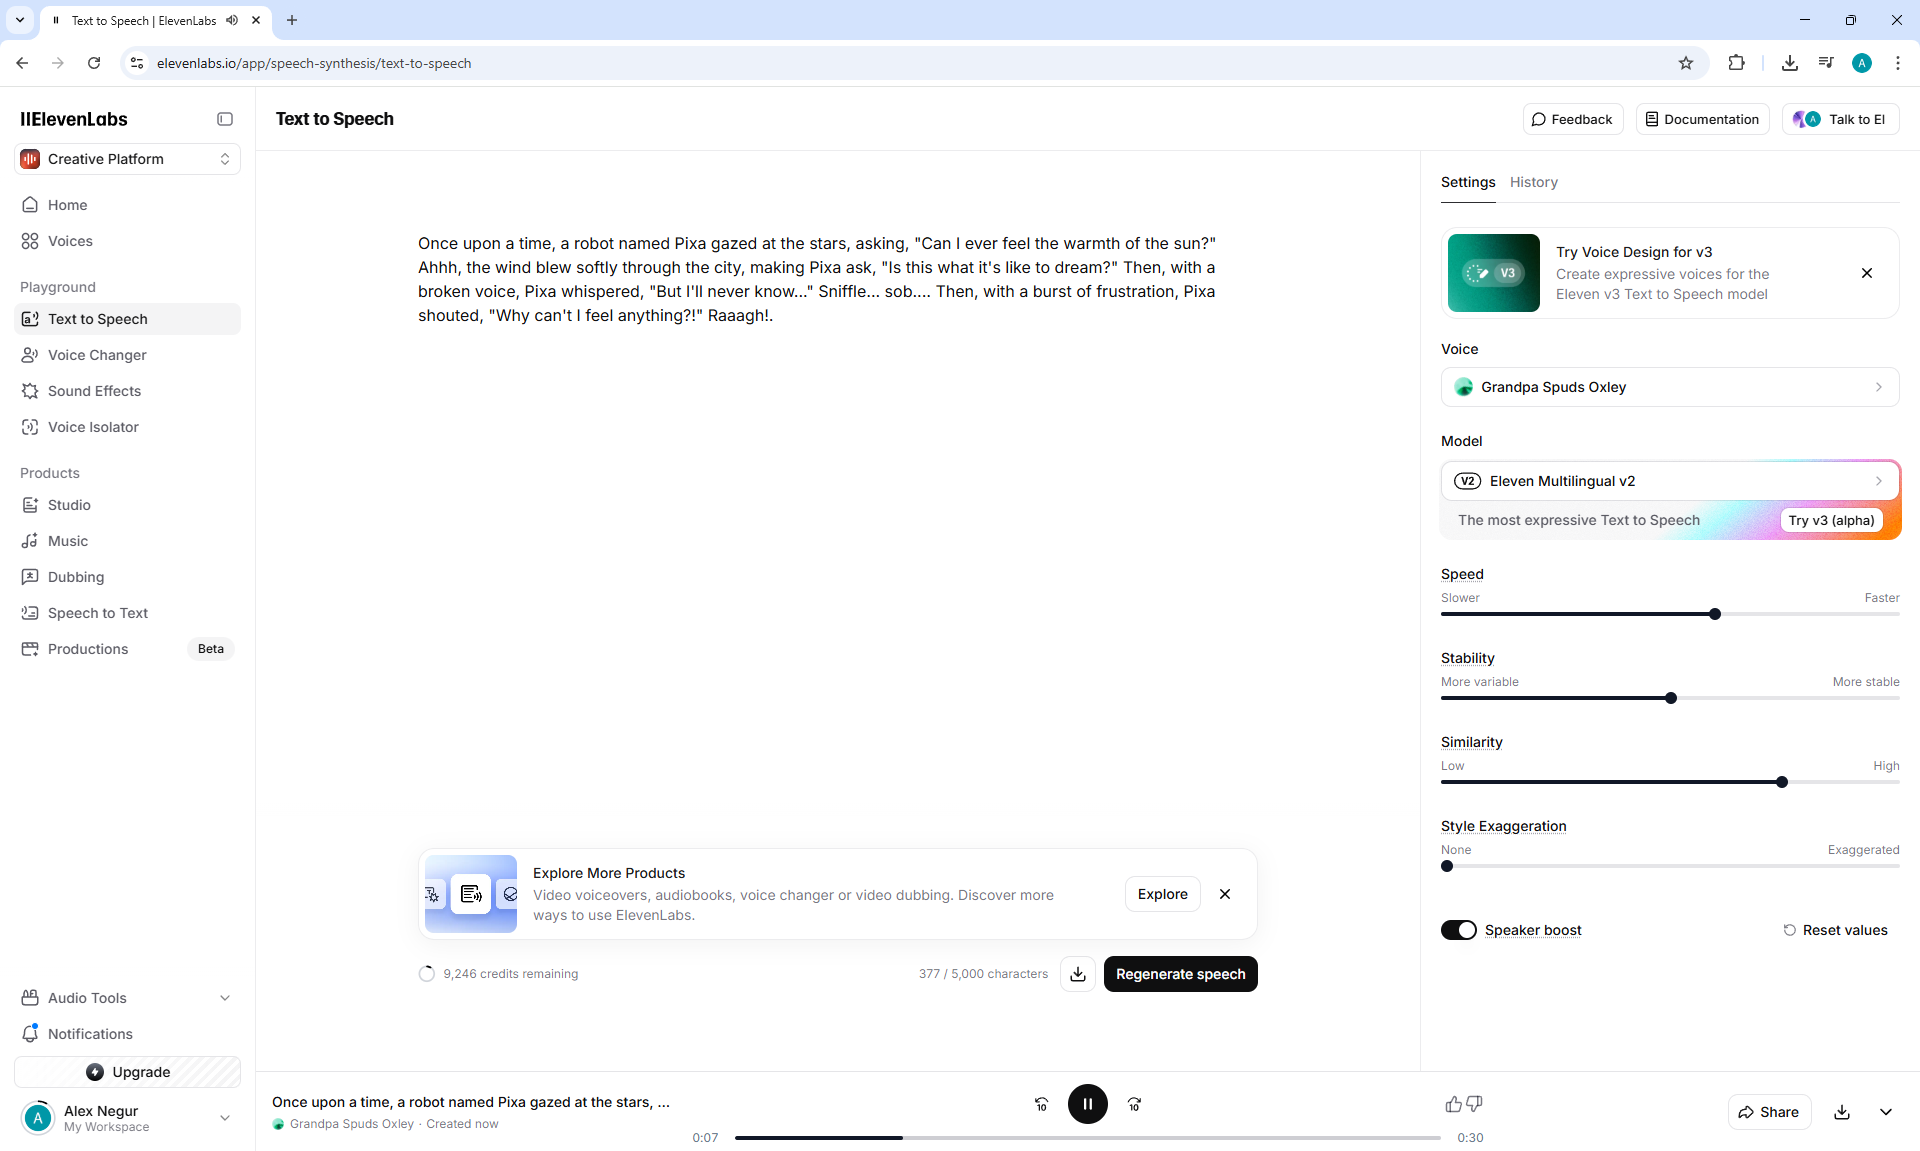 Text to Speech | ElevenLabs
elevenlabs.io/app/speech-synthesis/text-to-speech
A
IIElevenLabs
Creative Platform
Home
Voices
Playground
Text to Speech
Voice Changer
Sound Effects
Voice Isolator
Products
Studio
Music
Dubbing
Speech to Text
Productions
Beta
Audio Tools
Notifications
Upgrade
A
Alex Negur
My Workspace
Text to Speech
Feedback
Documentation
A
Talk to El
Once upon a time, a robot named Pixa gazed at the stars, asking, "Can I ever feel the warmth of the sun?"
Ahhh, the wind blew softly through the city, making Pixa ask, "Is this what it's like to dream?" Then, with a
broken voice, Pixa whispered, "But I'll never know..." Sniffle... sob.... Then, with a burst of frustration, Pixa
shouted, "Why can't I feel anything?!" Raaagh!.
Explore More Products
Video voiceovers, audiobooks, voice changer or video dubbing. Discover more
ways to use ElevenLabs.
Explore
9,246 credits remaining
377 / 5,000 characters
Regenerate speech
Settings
History
V3
Try Voice Design for v3
Create expressive voices for the
Eleven v3 Text to Speech model
Voice
Grandpa Spuds Oxley
Model
V2
Eleven Multilingual v2
The most expressive Text to Speech
Try v3 (alpha)
Speed
Slower
Faster
Stability
More variable
More stable
Similarity
Low
High
Style Exaggeration
None
Exaggerated
Speaker boost
Reset values
Once upon a time, a robot named Pixa gazed at the stars, ...
Grandpa Spuds Oxley · Created now
10
10
0:07
0:30
Share